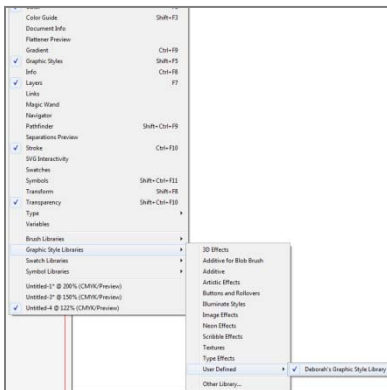 Color Guide Shift+F3
Document Info
Flattener Preview
Gradient Ctrl+F9
Graphic Styles Shift+F5
Info Ctrl+F8
Layers F7
Links
Magic Wand
Navigator
Pathfinder Shift+Ctrl+F9
Separations Preview
Stroke Ctrl+F10
SVG Interactivity
Swatches
Symbols Shift+Ctrl+F11
Transform Shift+F8
Transparency Shift+Ctrl+F10
Type
Variables
Brush Libraries
Graphic Style Libraries
Swatch Libraries
Symbol Libraries
Untitled-1* @ 200% (CMYK/Preview)
Untitled-3* @ 150% (CMYK/Preview)
Untitled-4 @ 122% (CMYK/Preview)
3D Effects
Additive for Blob Brush
Additive
Artistic Effects
Buttons and Rollovers
Illuminate Styles
Image Effects
Neon Effects
Scribble Effects
Textures
Type Effects
User Defined
Other Library...
Deborah's Graphic Style Library